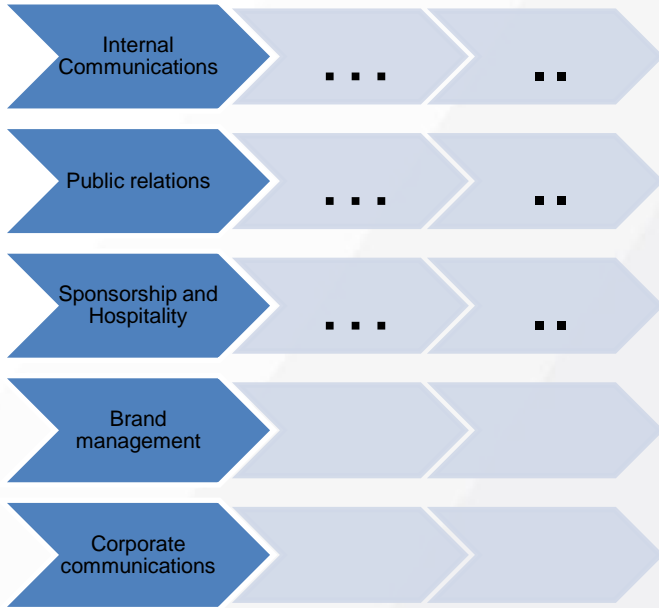 Internal
Communications
▪ ▪ ▪
▪ ▪
Public relations
▪ ▪ ▪
▪ ▪
Sponsorship and
Hospitality
▪ ▪ ▪
▪ ▪
Brand
management
Corporate
communications